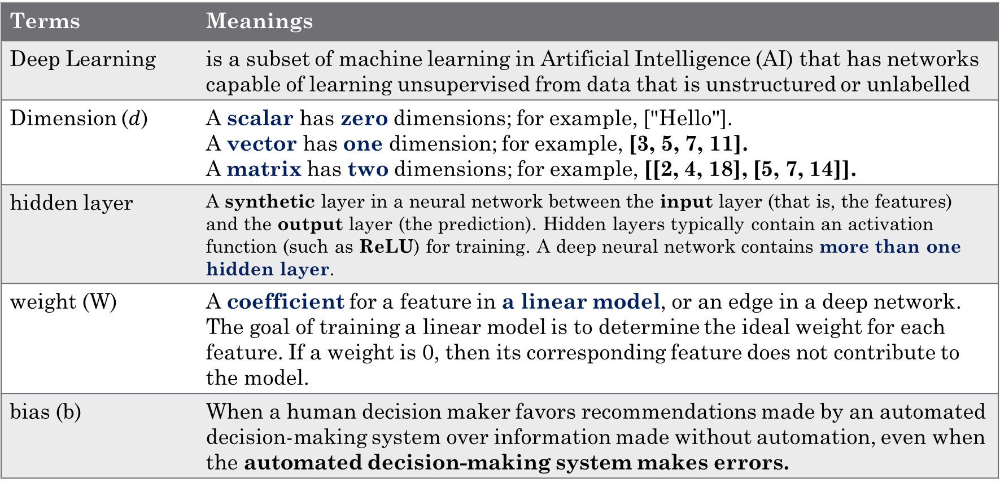 Terms Meanings
Deep Learning is a subset of machine learning in Artificial Intelligence (AI) that has networks
capable of learning unsupervised from data that is unstructured or unlabelled
Dimension (d) A scalar has zero dimensions; for example, ["Hello"].
A vector has one dimension; for example, [3, 5, 7, 11].
A matrix has two dimensions; for example, [[2, 4, 18], [5, 7, 14]].
hidden layer A synthetic layer in a neural network between the input layer (that is, the features)
and the output layer (the prediction). Hidden layers typically contain an activation
function (such as ReLU) for training. A deep neural network contains more than one
hidden layer.
weight (W) A coefficient for a feature in a linear model, or an edge in a deep network.
The goal of training a linear model is to determine the ideal weight for each
feature. If a weight is 0, then its corresponding feature does not contribute to
the model.
bias (b) When a human decision maker favors recommendations made by an automated
decision-making system over information made without automation, even when
the automated decision-making system makes errors.